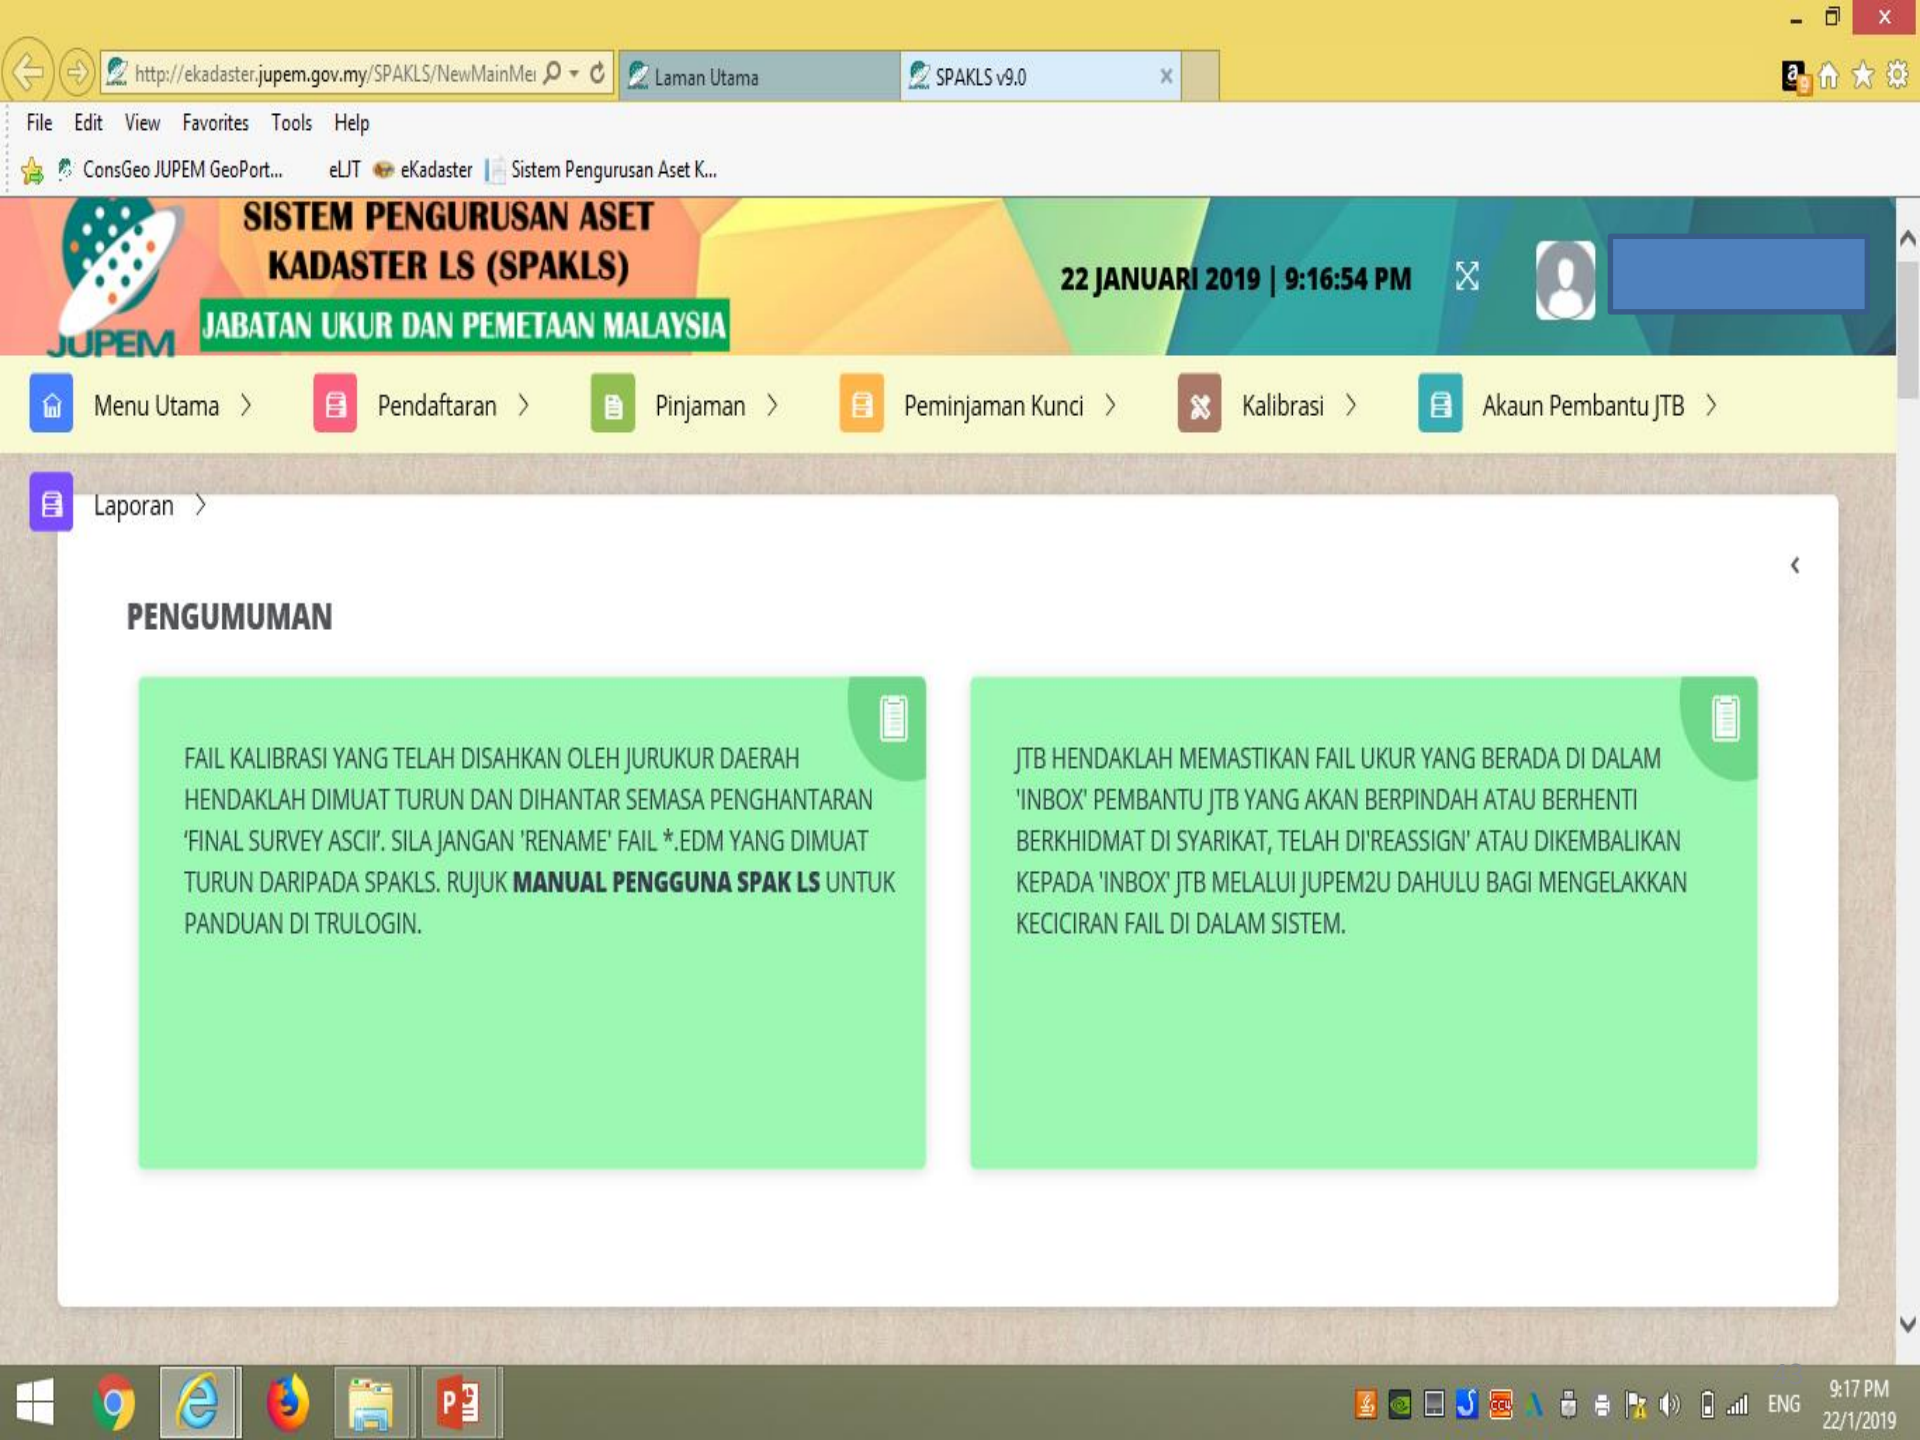 http://ekadaster.jupem.gov.my/SPAKLS/NewMainMei
Laman Utama
SPAKLS v9.0
File Edit View Favorites Tools Help
ConsGeo JUPEM GeoPort... eLJT eKadaster Sistem Pengurusan Aset K...
SISTEM PENGURUSAN ASET
KADASTER LS (SPAKLS)
JABATAN UKUR DAN PEMETAAN MALAYSIA
JUPEM
22 JANUARI 2019 | 9:16:54 PM
Menu Utama > Pendaftaran > Pinjaman > Peminjaman Kunci > Kalibrasi > Akaun Pembantu JTB >
Laporan >
PENGUMUMAN
FAIL KALIBRASI YANG TELAH DISAHKAN OLEH JURUKUR DAERAH
HENDAKLAH DIMUAT TURUN DAN DIHANTAR SEMASA PENGHANTARAN
'FINAL SURVEY ASCII'. SILA JANGAN 'RENAME' FAIL *.EDM YANG DIMUAT
TURUN DARIPADA SPAKLS. RUJUK MANUAL PENGGUNA SPAK LS UNTUK
PANDUAN DI TRULOGIN.
JTB HENDAKLAH MEMASTIKAN FAIL UKUR YANG BERADA DI DALAM
'INBOX' PEMBANTU JTB YANG AKAN BERPINDAH ATAU BERHENTI
BERKHIDMAT DI SYARIKAT, TELAH DI'REASSIGN' ATAU DIKEMBALIKAN
KEPADA 'INBOX' JTB MELALUI JUPEM2U DAHULU BAGI MENGELAKKAN
KECICIRAN FAIL DI DALAM SISTEM.
ENG
9:17 PM
22/1/2019